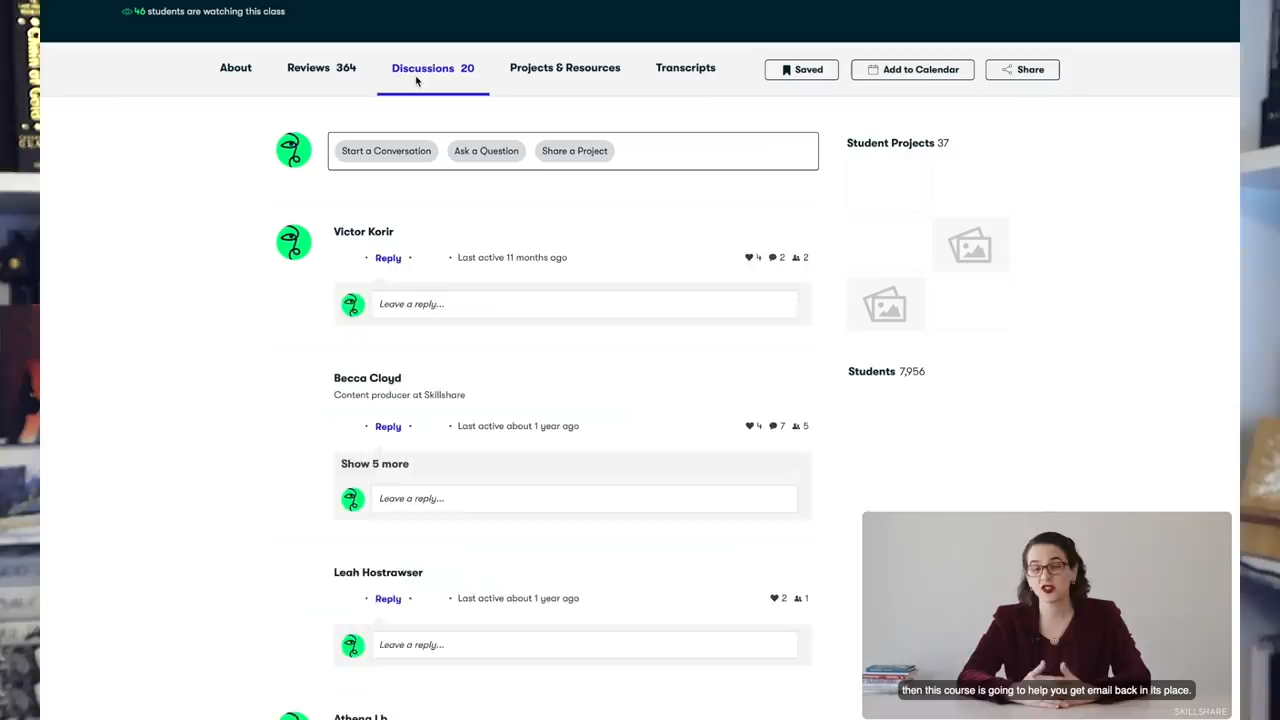 46 students are watching this class
About Reviews 364 Discussions 20 Projects & Resources Transcripts Saved Add to Calendar Share
Start a Conversation Ask a Question Share a Project
Student Projects 37
Victor Korir
• Reply • • Last active 11 months ago 4 2 2
Leave a reply...
Becca Cloyd
Students 7,956
Content producer at Skillshare
• Reply • • Last active about 1 year ago 4 7 5
Show 5 more
Leave a reply...
Leah Hostrawser
• Reply • • Last active about 1 year ago 2 1
Leave a reply...
then this course is going to help you get email back in its place.
SKILLSHARE